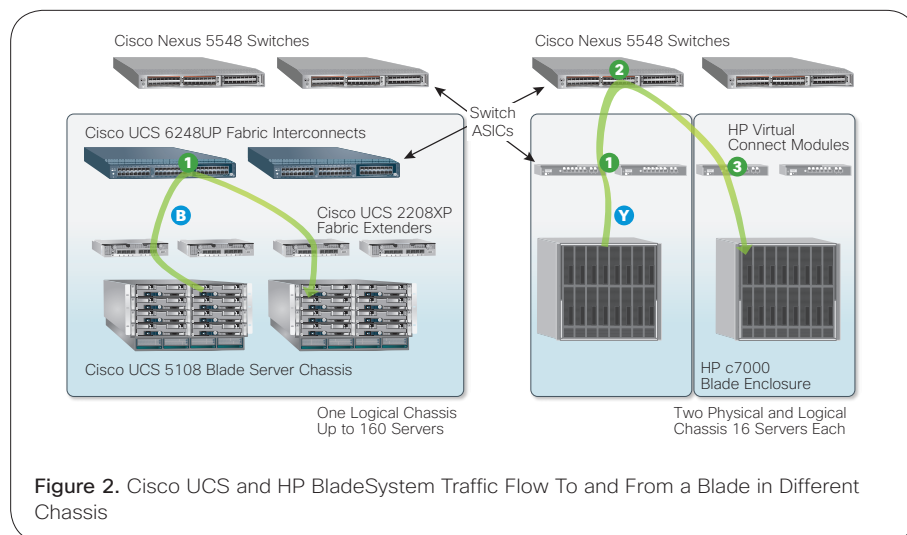 Cisco Nexus 5548 Switches
Cisco Nexus 5548 Switches
2
Switch
ASICs
Cisco UCS 6248UP Fabric Interconnects
HP Virtual
Connect Modules
1
1
3
B
Cisco UCS 2208XP
Fabric Extenders
Y
Cisco UCS 5108 Blade Server Chassis
HP c7000
Blade Enclosure
One Logical Chassis
Up to 160 Servers
Two Physical and Logical
Chassis 16 Servers Each
Figure 2. Cisco UCS and HP BladeSystem Traffic Flow To and From a Blade in Different
Chassis